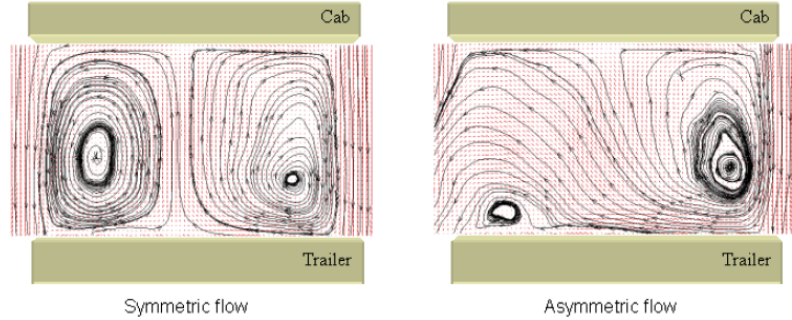 Cab
Cab
Trailer
Trailer
Symmetric flow
Asymmetric flow